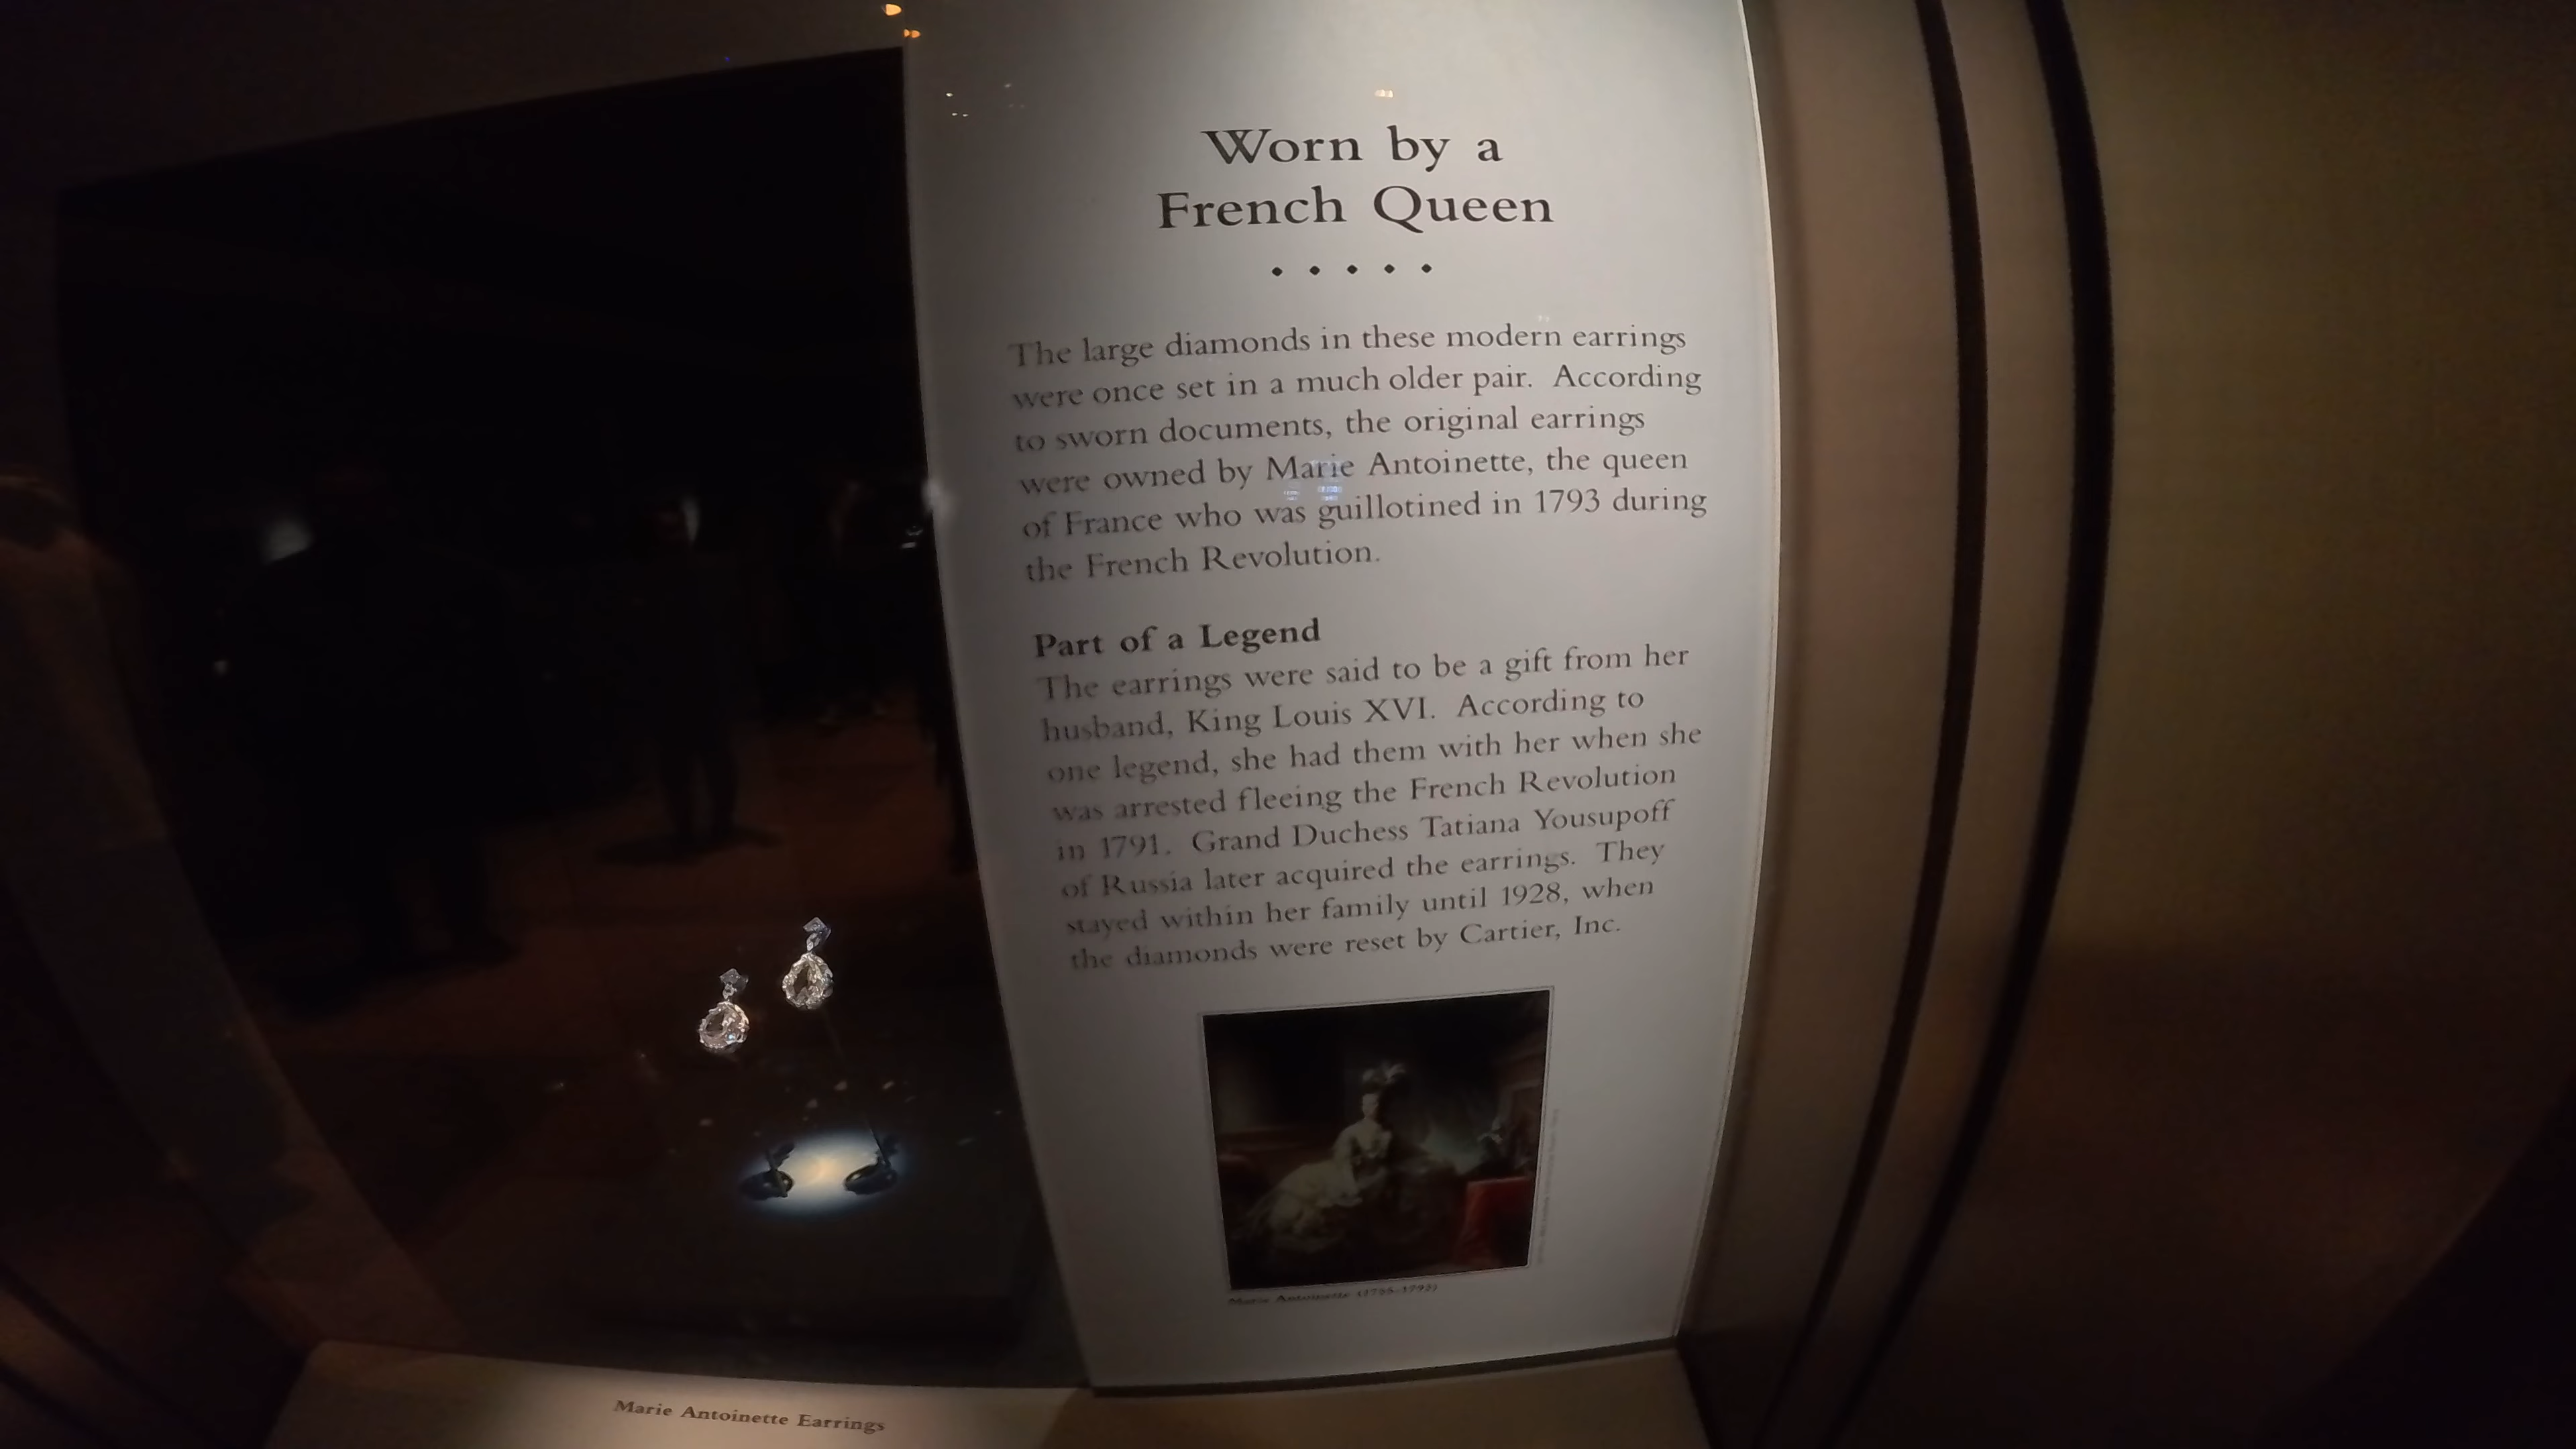 Worn by a
French Queen
• • • • •
The large diamonds in these modern earrings
were once set in a much older pair. According
to sworn documents, the original earrings
were owned by Marie Antoinette, the queen
of France who was guillotined in 1793 during
the French Revolution.
Part of a Legend
The earrings were said to be a gift from her
husband, King Louis XVI. According to
one legend, she had them with her when she
was arrested fleeing the French Revolution
in 1791. Grand Duchess Tatiana Yousupoff
of Russia later acquired the earrings. They
stayed within her family until 1928, when
the diamonds were reset by Cartier, Inc.
Marie Antoinette (1755-1793)
Marie Antoinette Earrings